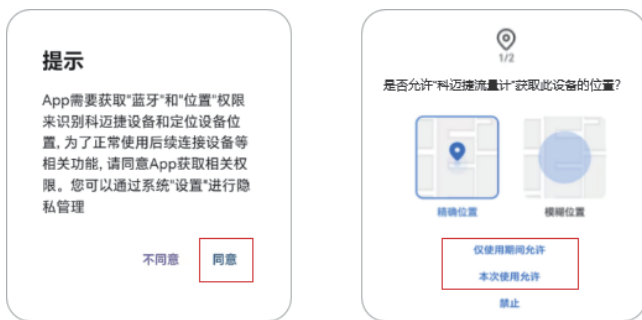 提示
App需要获取"蓝牙"和"位置"权限
来识别科迈捷设备和定位设备位
置, 为了正常使用后续连接设备等
相关功能, 请同意App获取相关权
限。您可以通过系统"设置"进行隐
私管理
不同意 同意
1/2
是否允许"科迈捷流量计"获取此设备的位置?
精确位置 模糊位置
仅使用期间允许
本次使用允许
禁止